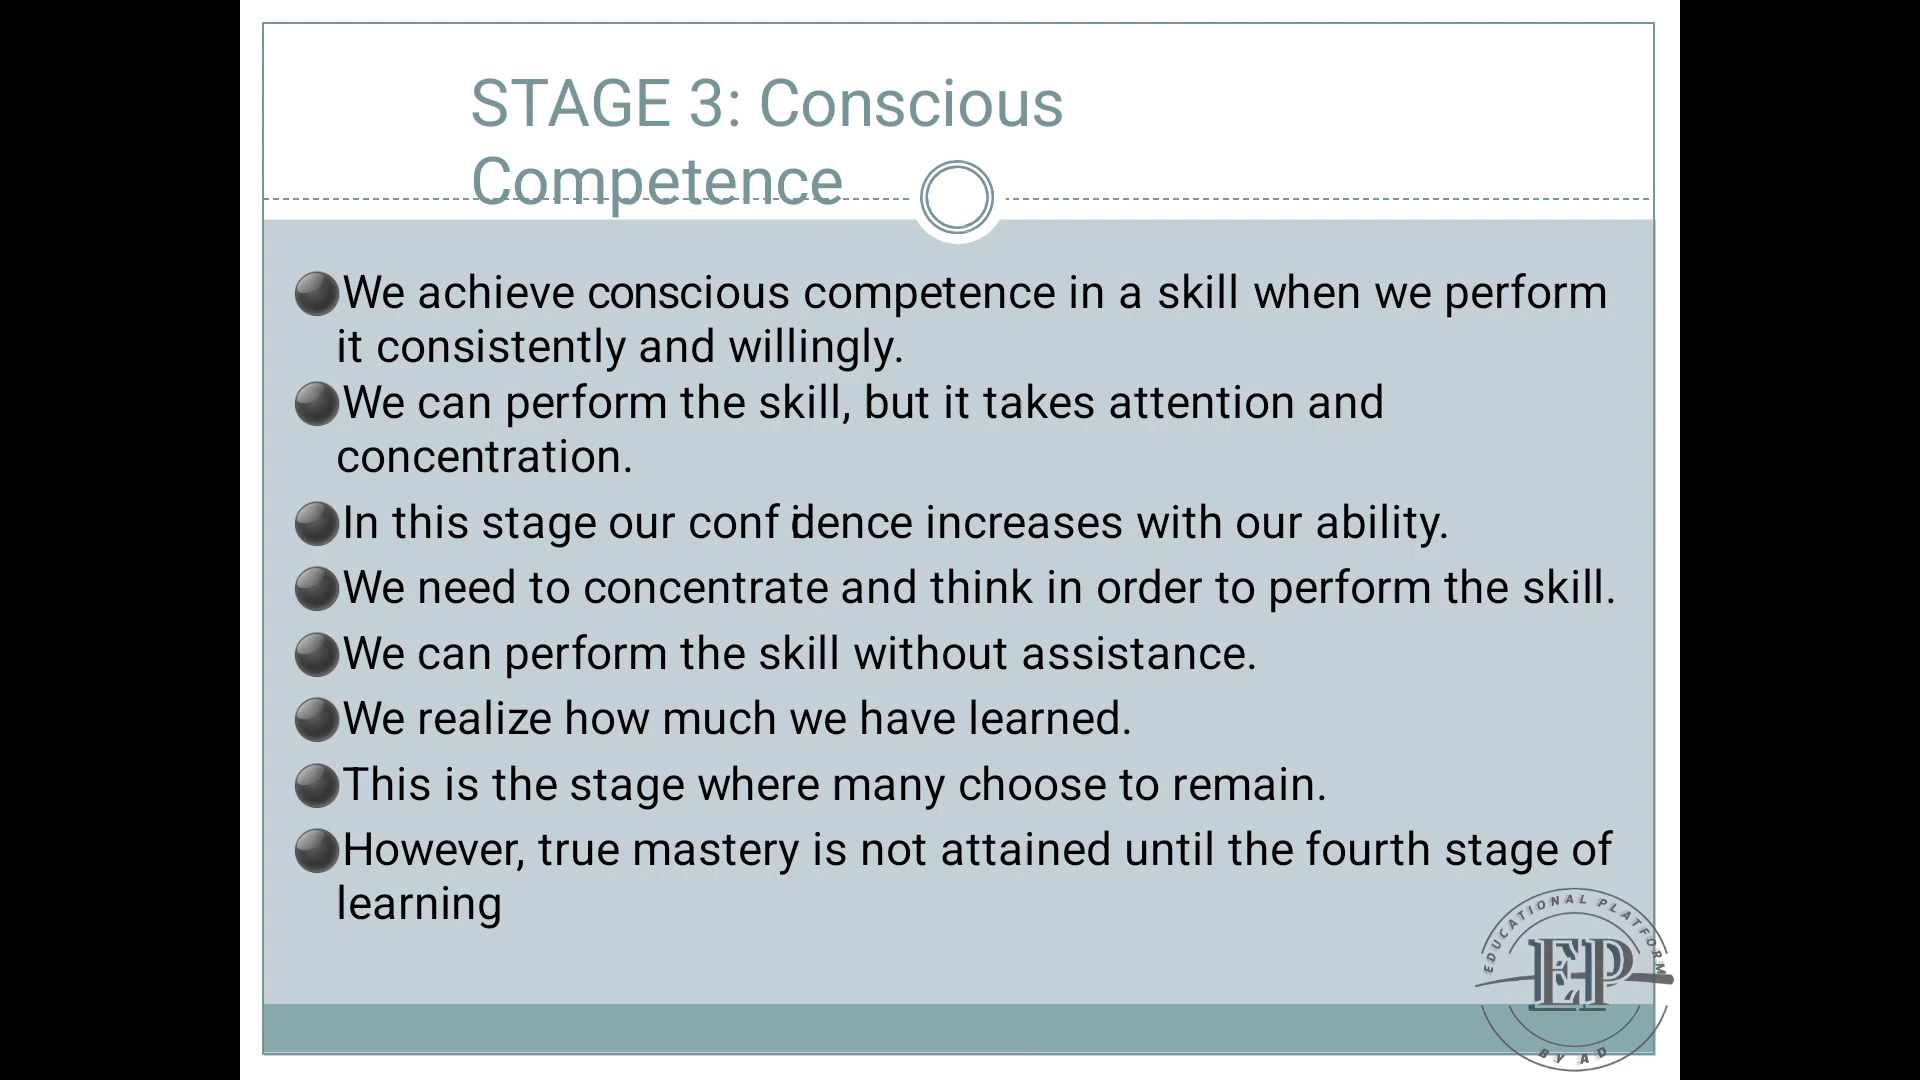 STAGE 3: Conscious
Competence
We achieve conscious competence in a skill when we perform
it consistently and willingly.
We can perform the skill, but it takes attention and
concentration.
In this stage our confidence increases with our ability.
We need to concentrate and think in order to perform the skill.
We can perform the skill without assistance.
We realize how much we have learned.
This is the stage where many choose to remain.
However, true mastery is not attained until the fourth stage of
learning
EDUCATIONAL PLATFORM
EP
BY AD